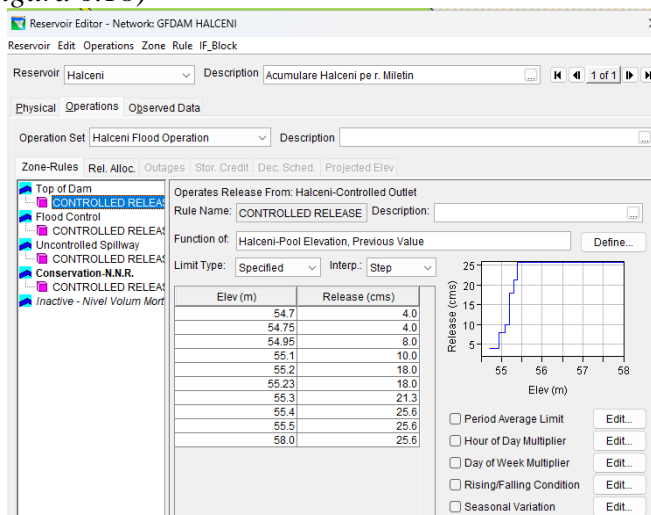 Reservoir Editor - Network: GFDAM HALCENI
Reservoir Edit Operations Zone Rule IF_Block
Reservoir Halceni Description Acumulare Halceni pe r. Miletin ... 1 of 1
Physical Operations Observed Data
Operation Set Halceni Flood Operation Description ...
Zone-Rules Rel. Alloc. Outages Stor. Credit Dec. Sched. Projected Elev
Top of Dam
CONTROLLED RELEAS
Flood Control
CONTROLLED RELEAS
Uncontrolled Spillway
CONTROLLED RELEAS
Conservation-N.N.R.
CONTROLLED RELEAS
Inactive - Nivel Volum Mort
Operates Release From: Halceni-Controlled Outlet
Rule Name: CONTROLLED RELEASE Description: ...
Function of: Halceni-Pool Elevation, Previous Value Define...
Limit Type: Specified Interp.: Step
Elev (m) Release (cms)
54.7 4.0
54.75 4.0
54.95 8.0
55.1 10.0
55.2 18.0
55.23 18.0
55.3 21.3
55.4 25.6
55.5 25.6
58.0 25.6
Release (cms)
25
20
15
10
5
55 56 57 58
Elev (m)
Period Average Limit Edit...
Hour of Day Multiplier Edit...
Day of Week Multiplier Edit...
Rising/Falling Condition Edit...
Seasonal Variation Edit...